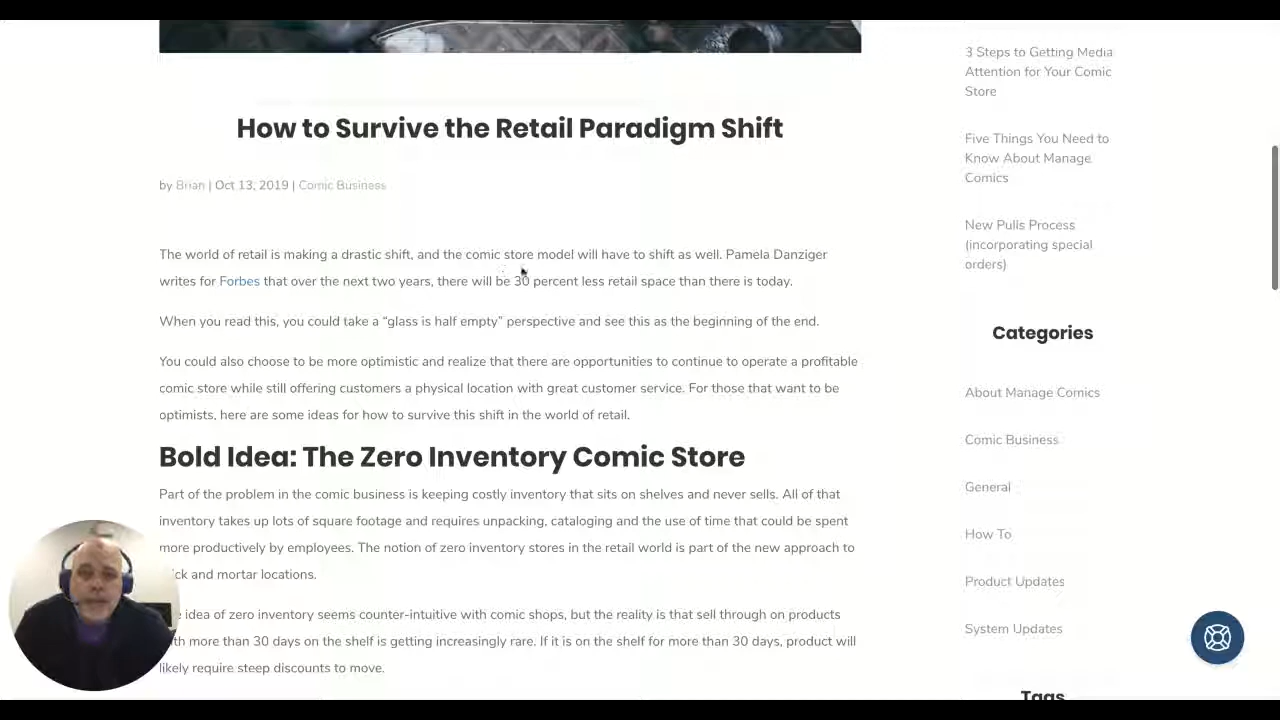 How to Survive the Retail Paradigm Shift
by Brian | Oct 13, 2019 | Comic Business
The world of retail is making a drastic shift, and the comic store model will have to shift as well. Pamela Danziger
writes for Forbes that over the next two years, there will be 30 percent less retail space than there is today.
When you read this, you could take a “glass is half empty” perspective and see this as the beginning of the end.
You could also choose to be more optimistic and realize that there are opportunities to continue to operate a profitable
comic store while still offering customers a physical location with great customer service. For those that want to be
optimists, here are some ideas for how to survive this shift in the world of retail.
Bold Idea: The Zero Inventory Comic Store
Part of the problem in the comic business is keeping costly inventory that sits on shelves and never sells. All of that
inventory takes up lots of square footage and requires unpacking, cataloging and the use of time that could be spent
more productively by employees. The notion of zero inventory stores in the retail world is part of the new approach to
and mortar locations.
idea of zero inventory seems counter-intuitive with comic shops, but the reality is that sell through on products
more than 30 days on the shelf is getting increasingly rare. If it is on the shelf for more than 30 days, product will
likely require steep discounts to move.
3 Steps to Getting Media
Attention for Your Comic
Store
Five Things You Need to
Know About Manage
Comics
New Pulls Process
(incorporating special
orders)
Categories
About Manage Comics
Comic Business
General
How To
Product Updates
System Updates
Tags